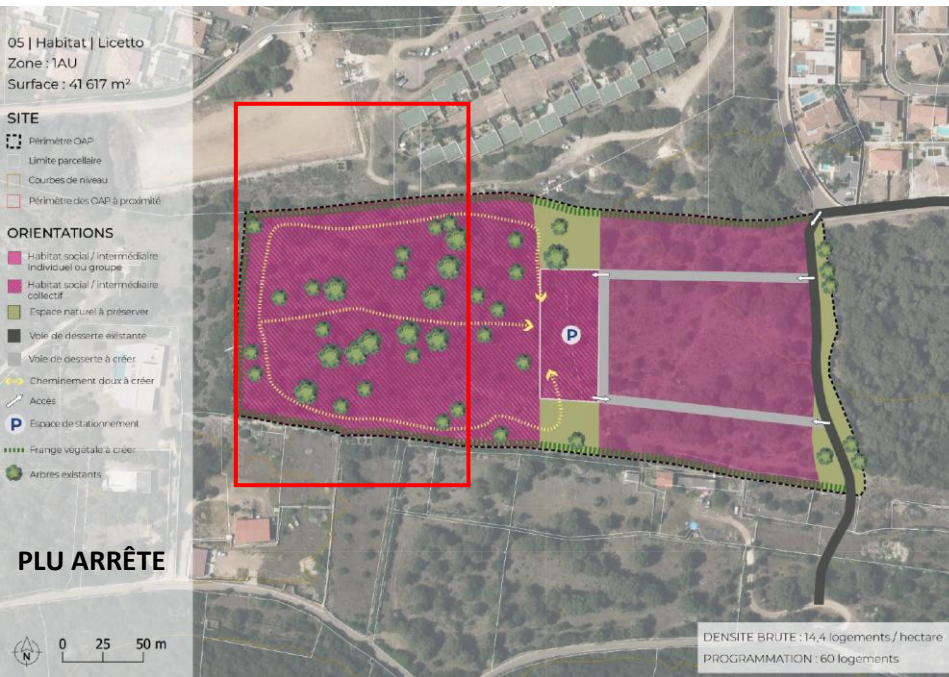 05 | Habitat | Licetto
Zone : 1AU
Surface : 41 617 m²
SITE
Périmètre OAP
Limite parcellaire
Courbes de niveau
Périmètre des OAP à proximité
ORIENTATIONS
Habitat social / intermédiaire
Individuel ou groupe
Habitat social / intermédiaire
collectif
Espace naturel à préserver
Voie de desserte existante
Voie de desserte à créer
Cheminement doux à créer
Accès
P Espace de stationnement
Frange végétale à créer
Arbres existants
P
PLU ARRÊTE
N 0 25 50 m
DENSITE BRUTE : 14,4 logements / hectare
PROGRAMMATION : 60 logements